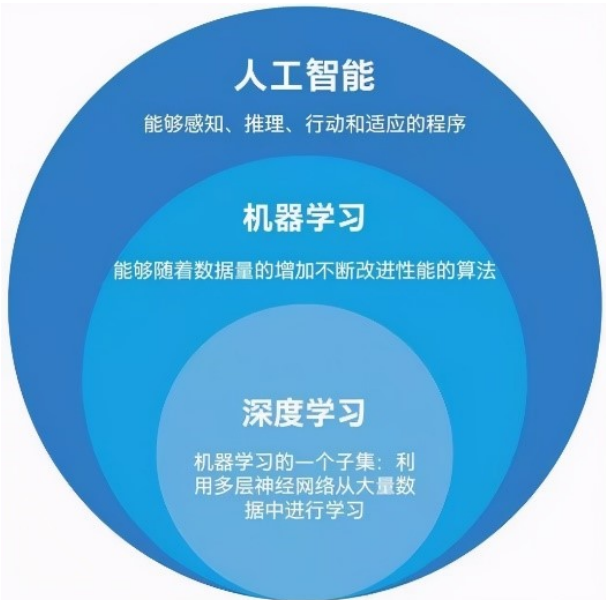 人工智能
能够感知、推理、行动和适应的程序
机器学习
能够随着数据量的增加不断改进性能的算法
深度学习
机器学习的一个子集：利
用多层神经网络从大量数
据中进行学习